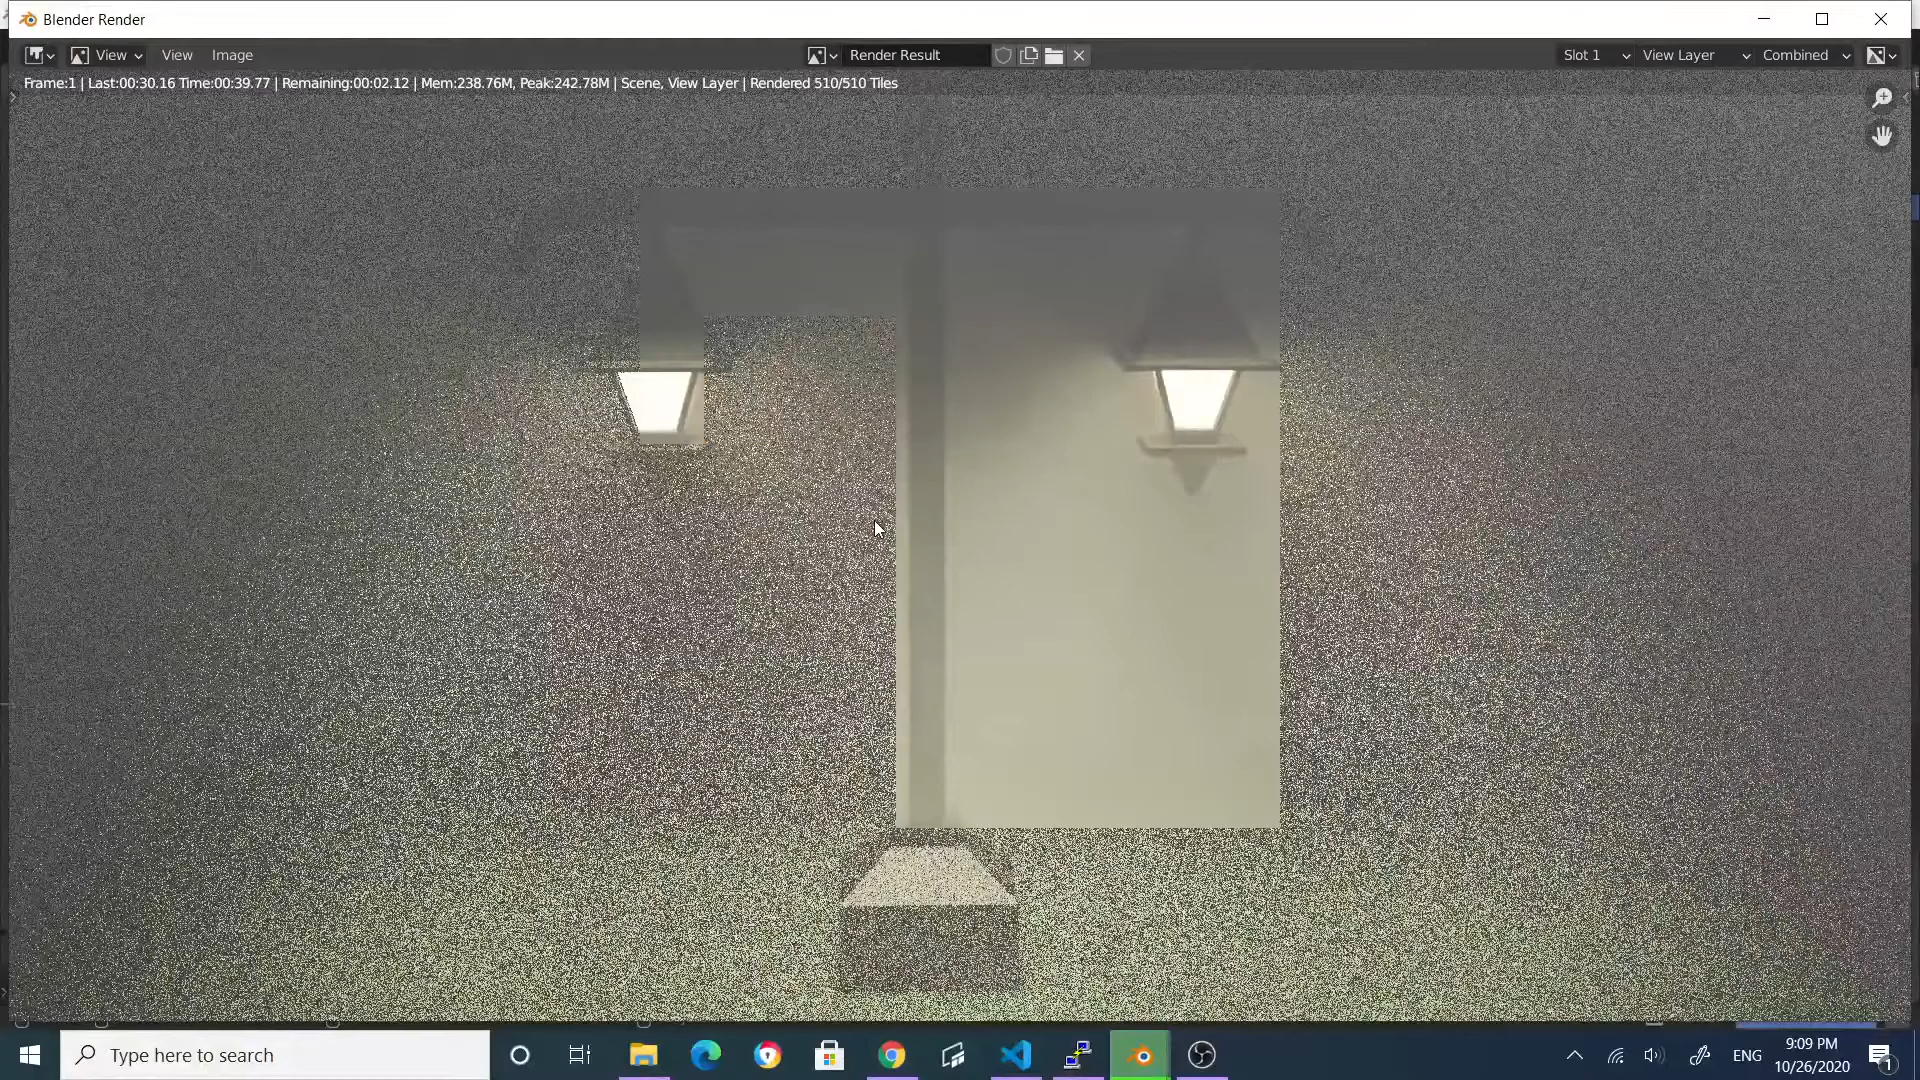 Blender Render
View View Image Render Result Slot 1 View Layer Combined
Frame:1 | Last:00:30.16 Time:00:39.77 | Remaining:00:02.12 | Mem:238.76M, Peak:242.78M | Scene, View Layer | Rendered 510/510 Tiles
Type here to search
ENG
9:09 PM
10/26/2020
1